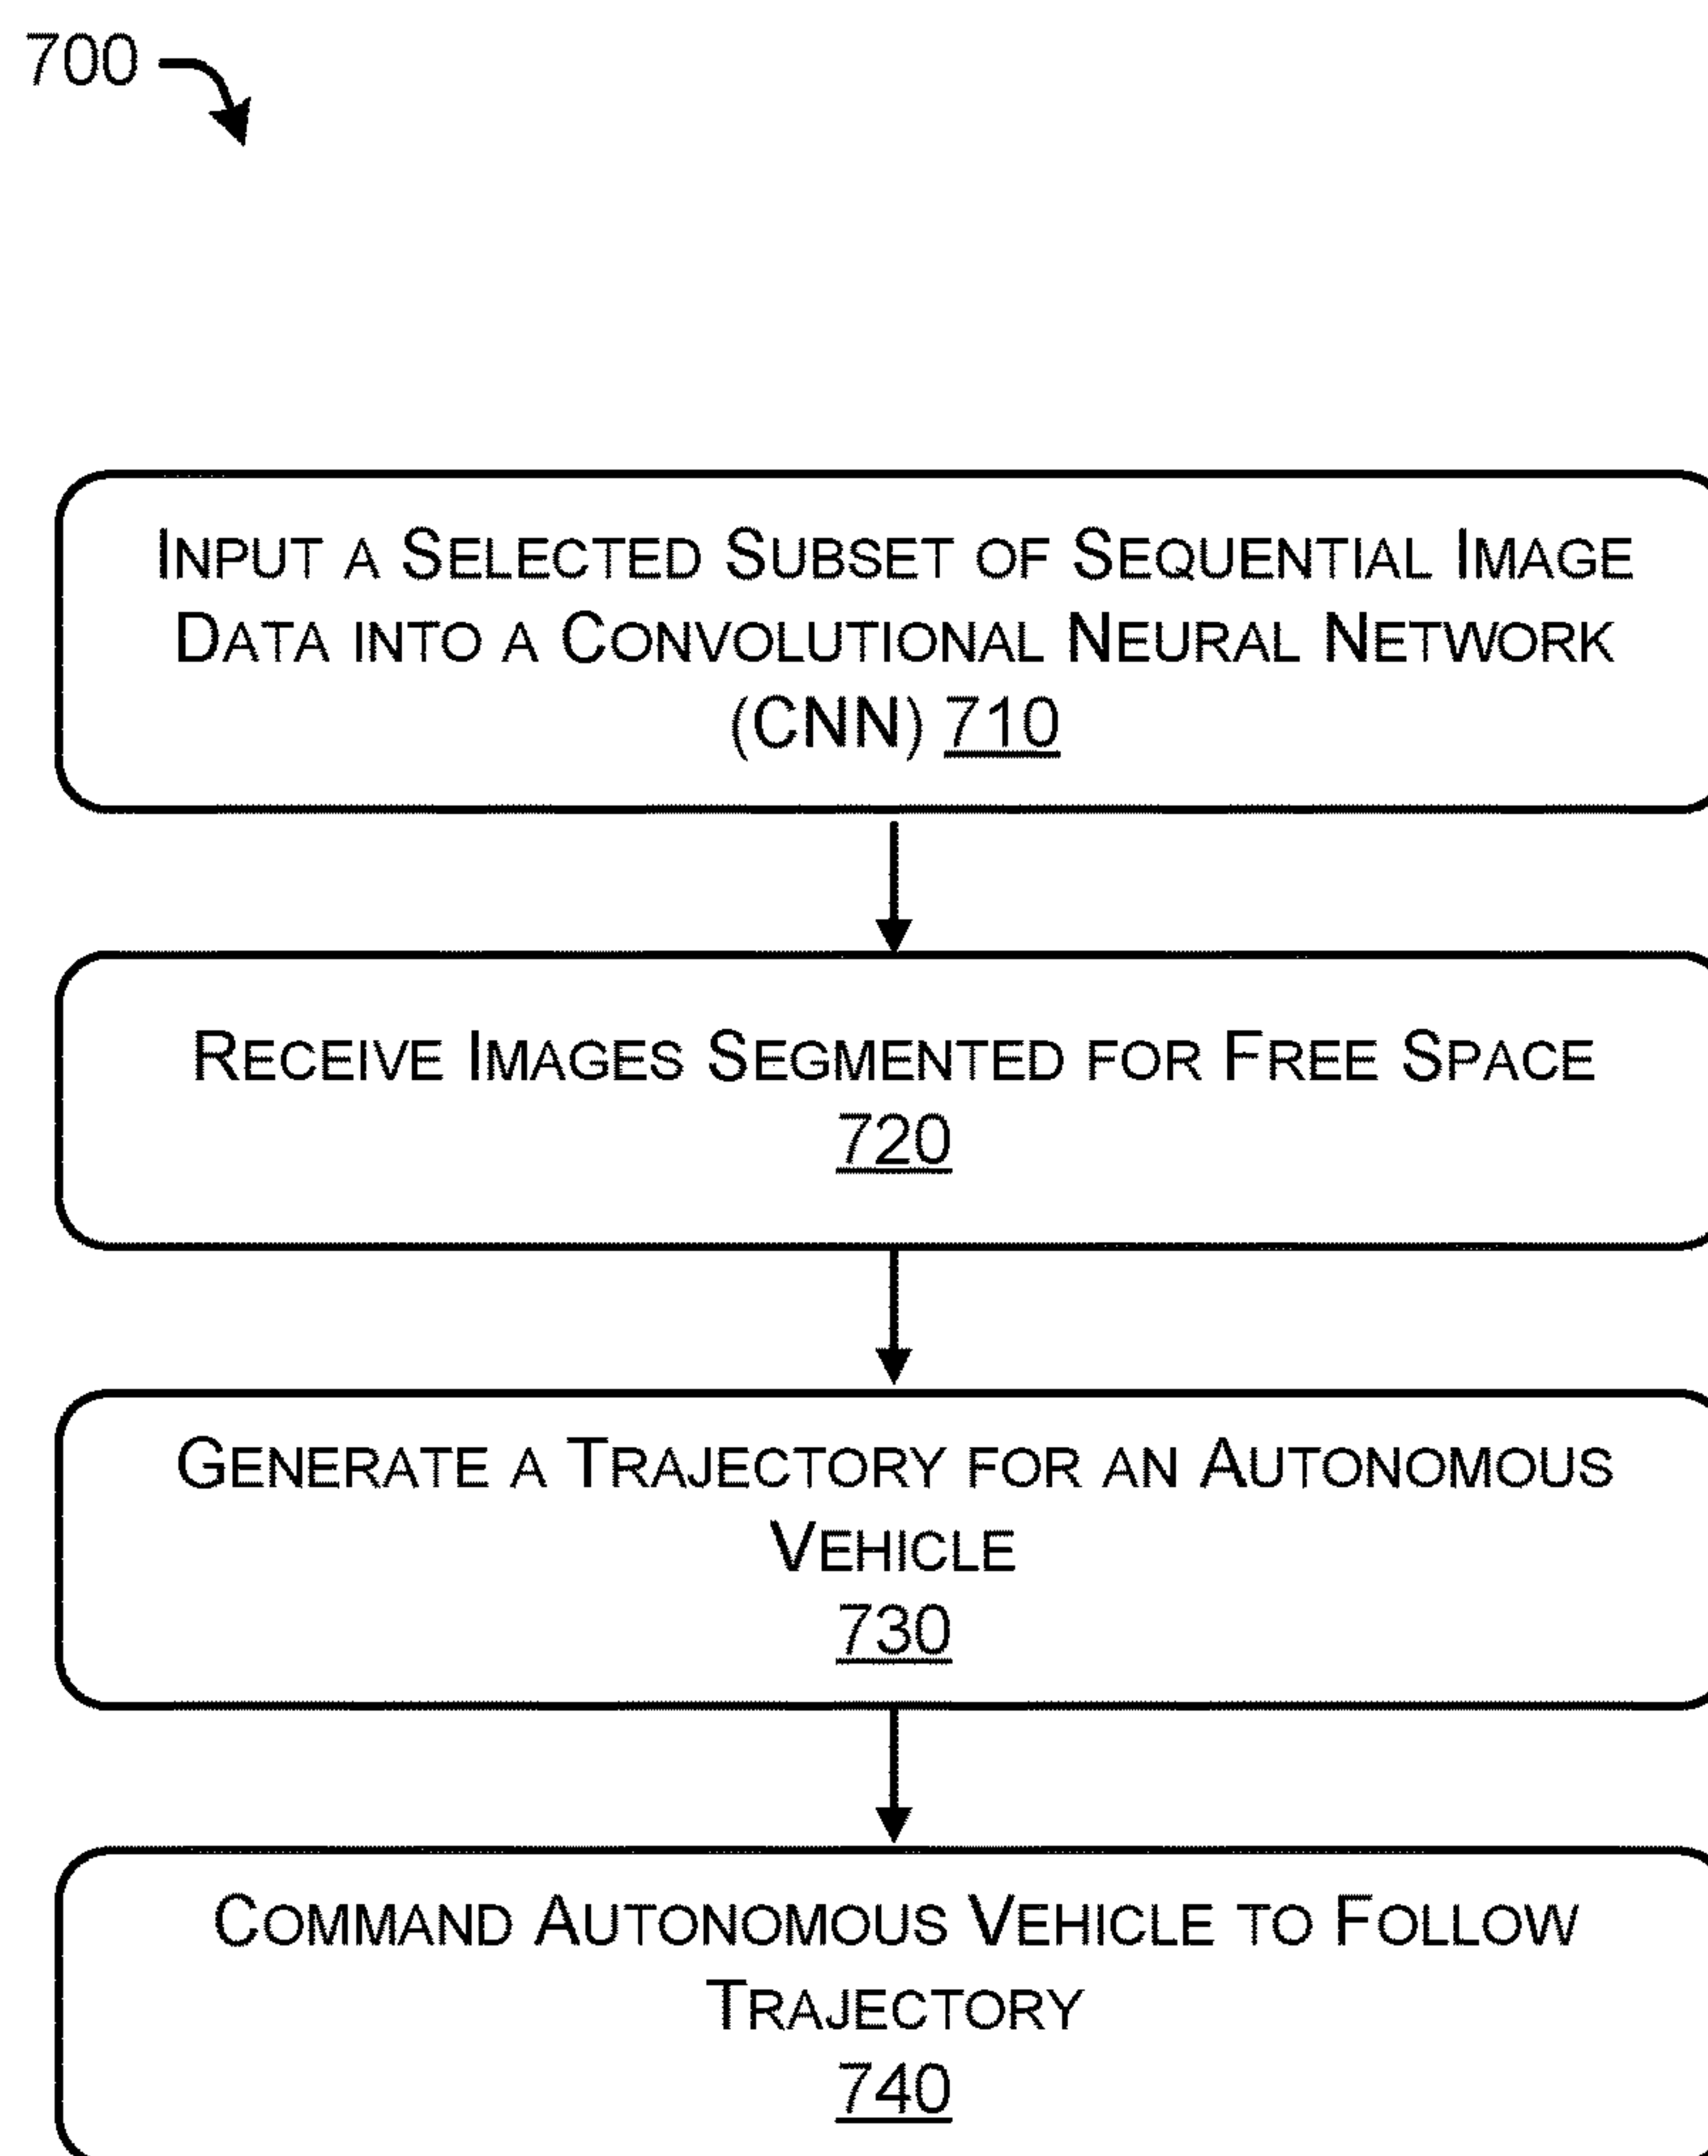 700
INPUT A SELECTED SUBSET OF SEQUENTIAL IMAGE
DATA INTO A CONVOLUTIONAL NEURAL NETWORK
(CNN) 710
RECEIVE IMAGES SEGMENTED FOR FREE SPACE
720
GENERATE A TRAJECTORY FOR AN AUTONOMOUS
VEHICLE
730
COMMAND AUTONOMOUS VEHICLE TO FOLLOW
TRAJECTORY
740